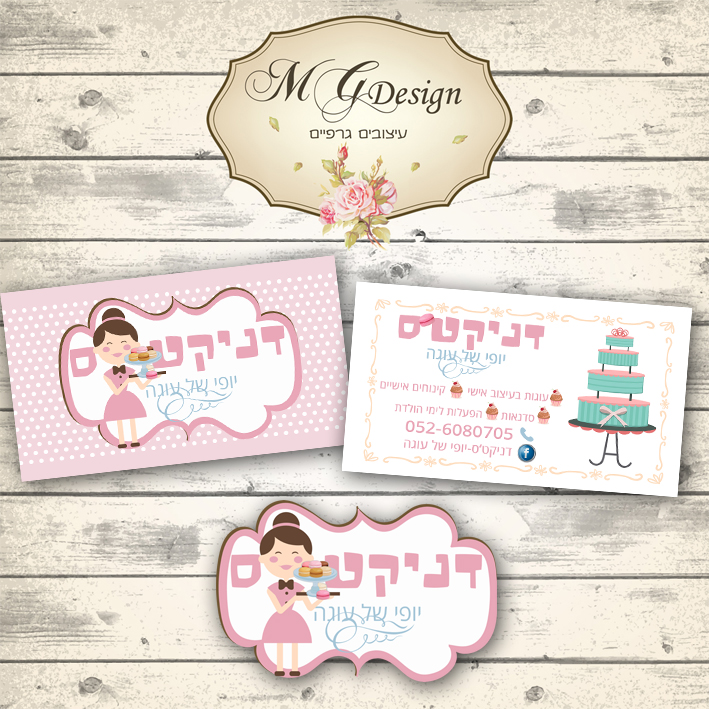 MG Design
עיצובים גרפיים
דניקט'ס
יופי של עוגה
דניקט'ס
יופי של עוגה
עוגות בעיצוב אישי קינוחים אישיים
סדנאות הפעלות לימי הולדת
052-6080705
דניקט'ס-יופי של עוגה
דניקט'ס
יופי של עוגה